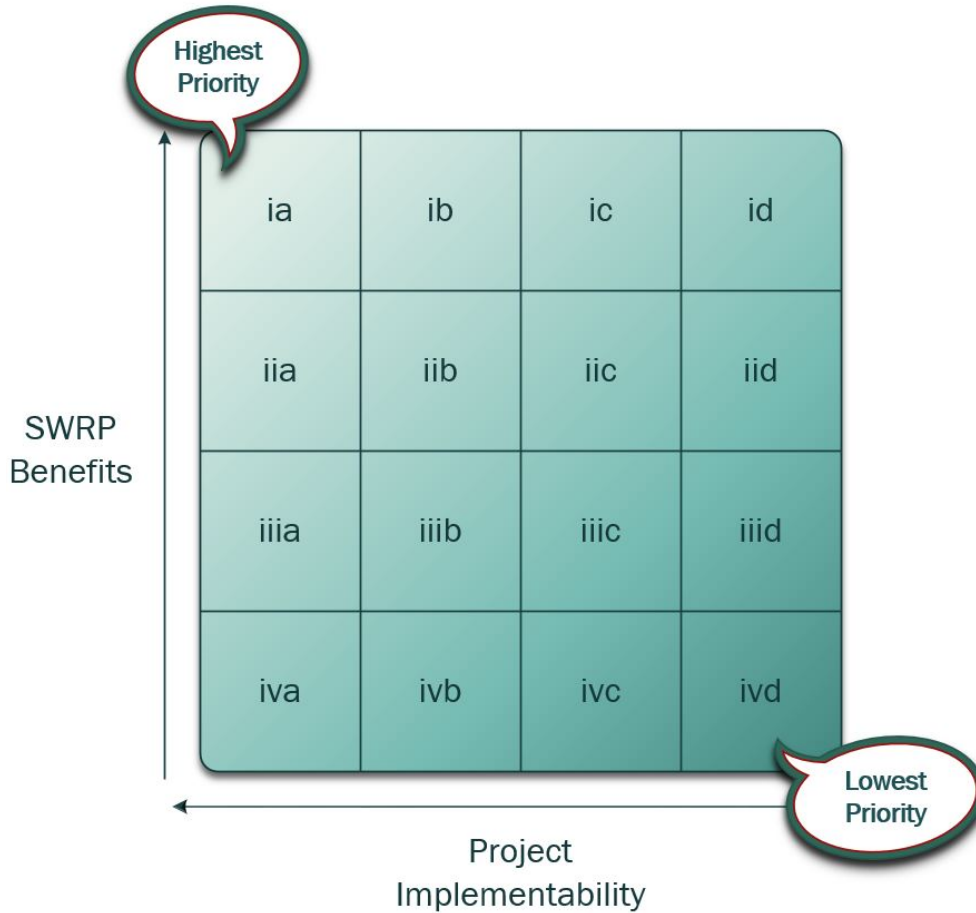 Highest
Priority
ia
ib
ic
id
iia
iib
iic
iid
SWRP
Benefits
iiia
iiib
iiic
iiid
iva
ivb
ivc
ivd
Lowest
Priority
Project
Implementability